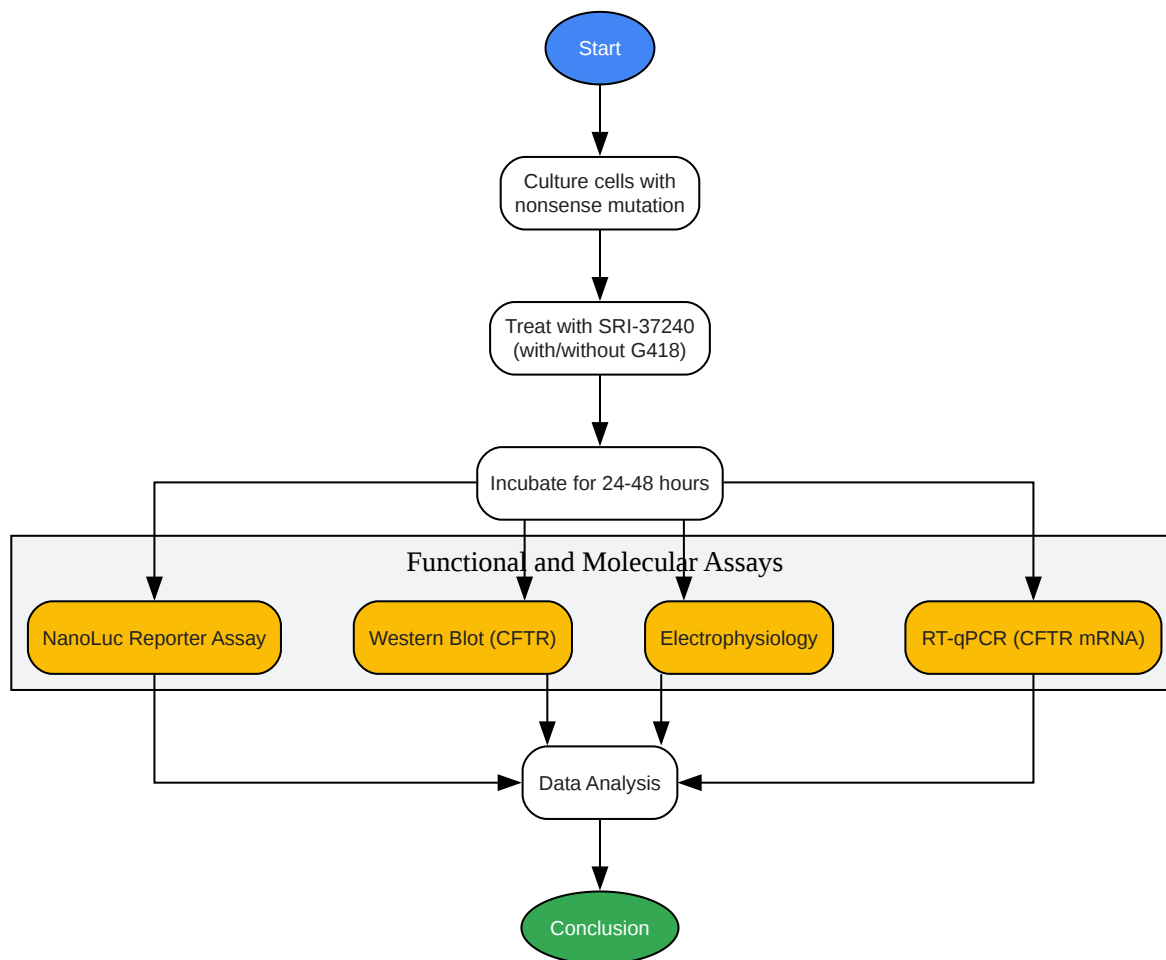 Start
Culture cells with
nonsense mutation
Treat with SRI-37240
(with/without G418)
Incubate for 24-48 hours
Functional and Molecular Assays
NanoLuc Reporter Assay
Western Blot (CFTR)
Electrophysiology
RT-qPCR (CFTR mRNA)
Data Analysis
Conclusion